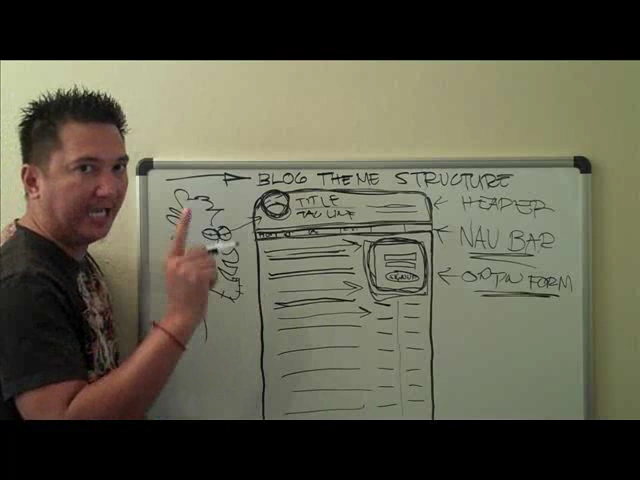 BLOG THEME STRUCTURE
TITLE
TAG LINE
HEADER
NAV BAR
OPTIN FORM